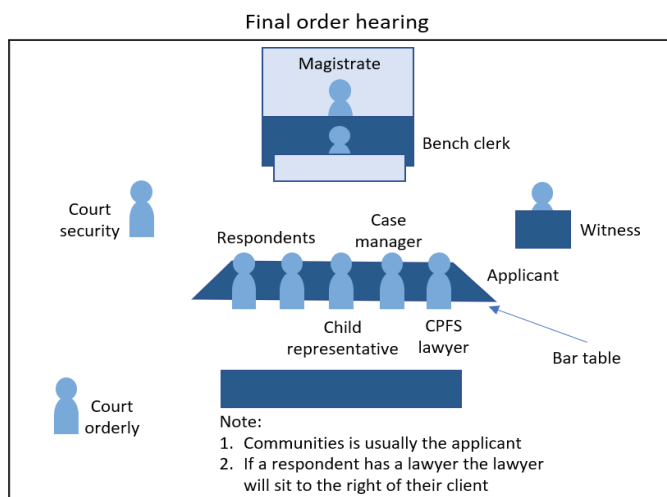 Final order hearing
Magistrate
Bench clerk
Court
security
Witness
Respondents
Case
manager
Applicant
Child
representative
CPFS
lawyer
Bar table
Court
orderly
Note:
1. Communities is usually the applicant
2. If a respondent has a lawyer the lawyer
will sit to the right of their client